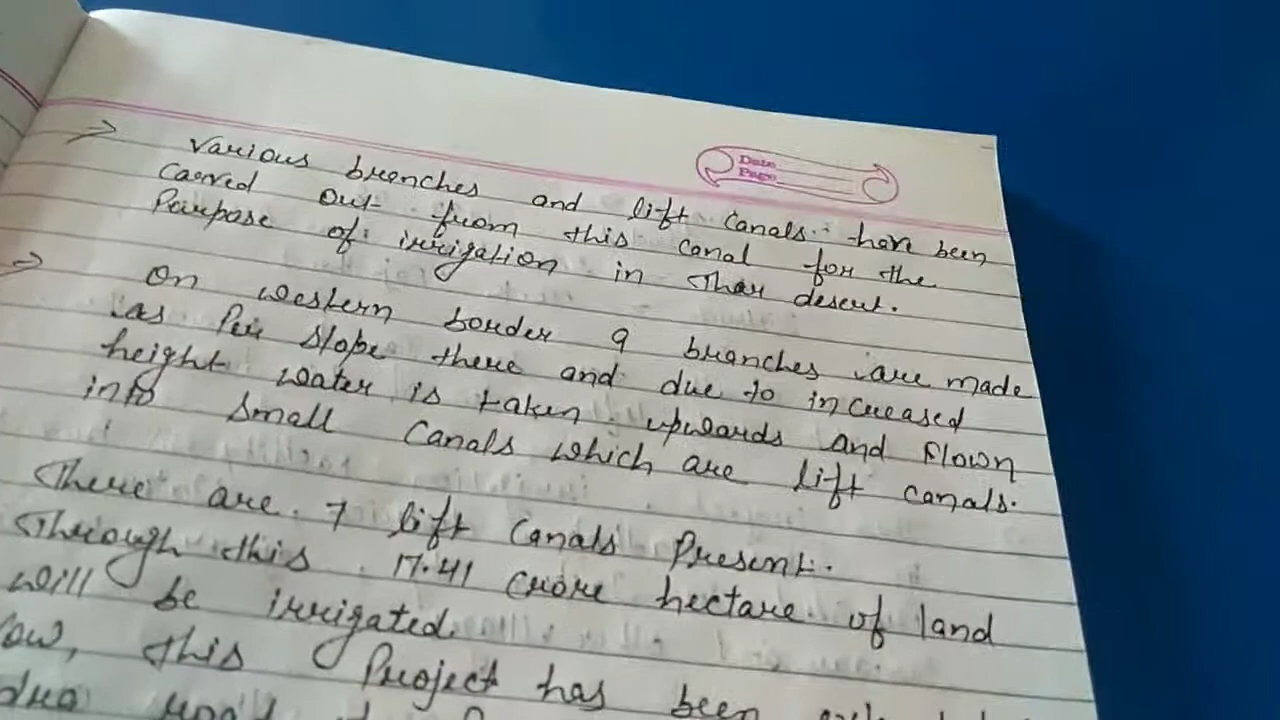 Date
Page
→ Various branches and lift canals have been
carved out from this canal for the
Purpose of irrigation in Thar desert.
→ On western border 9 branches are made
as Per slope there and due to increased
height water is taken upwards and flown
into small canals which are lift canals.
There are 7 lift canals Present.
Through this 17.41 crore hectare of land
will be irrigated.
this Project has been